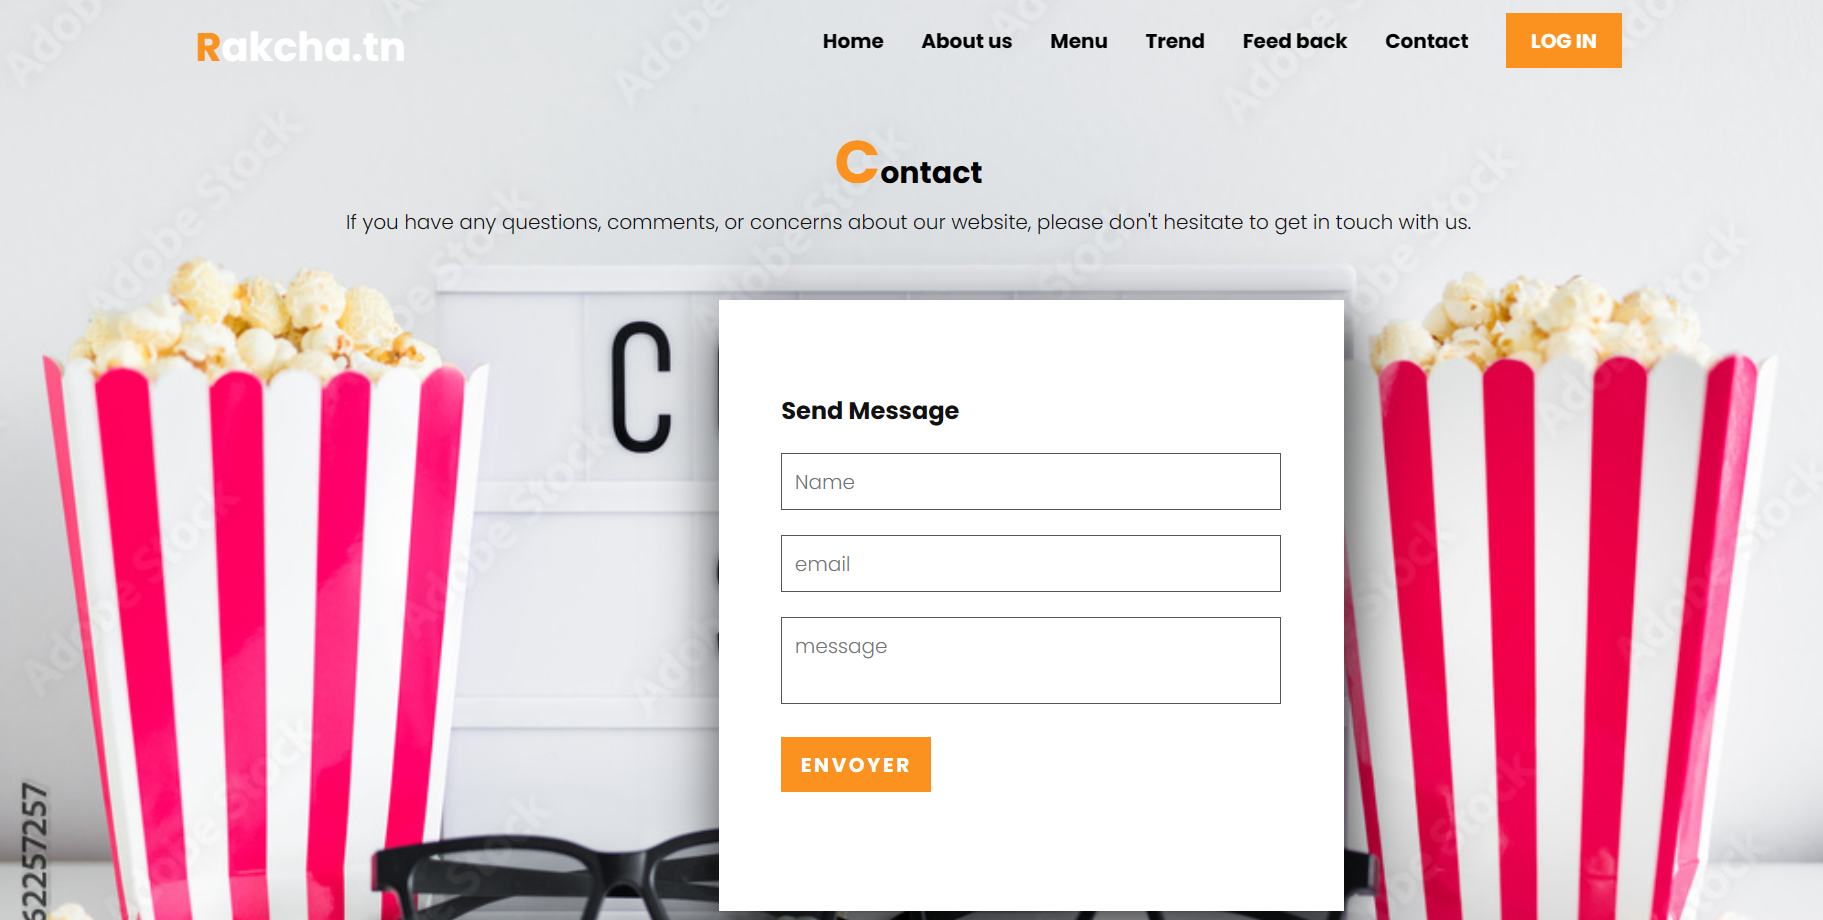 Rakcha.tn
Home About us Menu Trend Feed back Contact LOG IN
Contact
If you have any questions, comments, or concerns about our website, please don't hesitate to get in touch with us.
C
Send Message
Name
email
message
ENVOYER
Adobe Stock
622257257